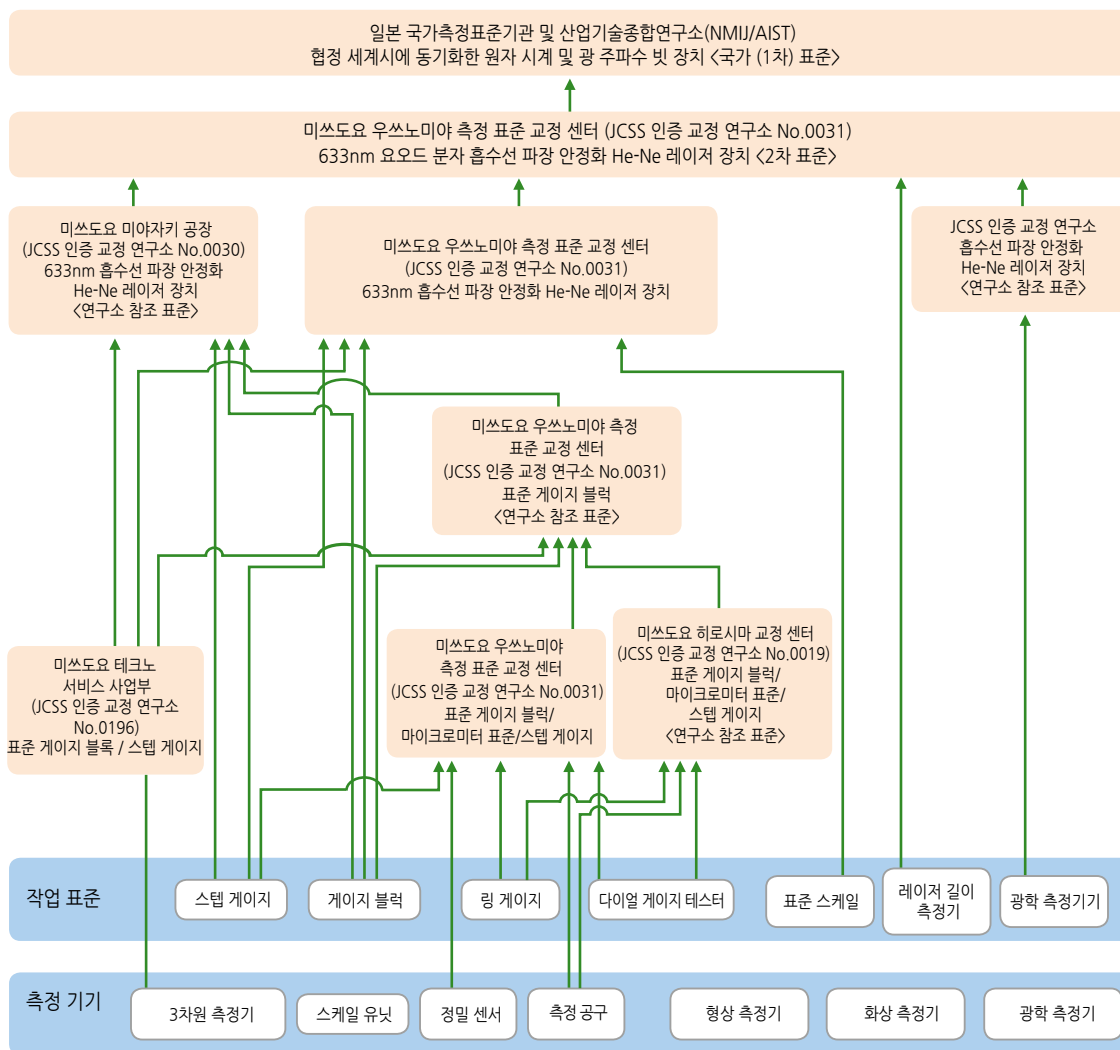 일본 국가측정표준기관 및 산업기술종합연구소(NMIJ/AIST)
협정 세계시에 동기화한 원자 시계 및 광 주파수 빗 장치 〈국가 (1차) 표준〉
미쓰도요 우쓰노미야 측정 표준 교정 센터 (JCSS 인증 교정 연구소 No.0031)
633nm 요오드 분자 흡수선 파장 안정화 He-Ne 레이저 장치 〈2차 표준〉
미쓰도요 미야자키 공장
(JCSS 인증 교정 연구소 No.0030)
633nm 흡수선 파장 안정화
He-Ne 레이저 장치
〈연구소 참조 표준〉
미쓰도요 우쓰노미야 측정 표준 교정 센터
(JCSS 인증 교정 연구소 No.0031)
633nm 흡수선 파장 안정화 He-Ne 레이저 장치
JCSS 인증 교정 연구소
흡수선 파장 안정화
He-Ne 레이저 장치
〈연구소 참조 표준〉
미쓰도요 우쓰노미야 측정
표준 교정 센터
(JCSS 인증 교정 연구소 No.0031)
표준 게이지 블럭
〈연구소 참조 표준〉
미쓰도요 테크노
서비스 사업부
(JCSS 인증 교정 연구소
No.0196)
표준 게이지 블록 / 스텝 게이지
미쓰도요 우쓰노미야
측정 표준 교정 센터
(JCSS 인증 교정 연구소 No.0031)
표준 게이지 블럭/
마이크로미터 표준/스텝 게이지
미쓰도요 히로시마 교정 센터
(JCSS 인증 교정 연구소 No.0019)
표준 게이지 블럭/
마이크로미터 표준/
스텝 게이지
〈연구소 참조 표준〉
작업 표준
스텝 게이지
게이지 블럭
링 게이지
다이얼 게이지 테스터
표준 스케일
레이저 길이
측정기
광학 측정기기
측정 기기
3차원 측정기
스케일 유닛
정밀 센서
측정 공구
형상 측정기
화상 측정기
광학 측정기